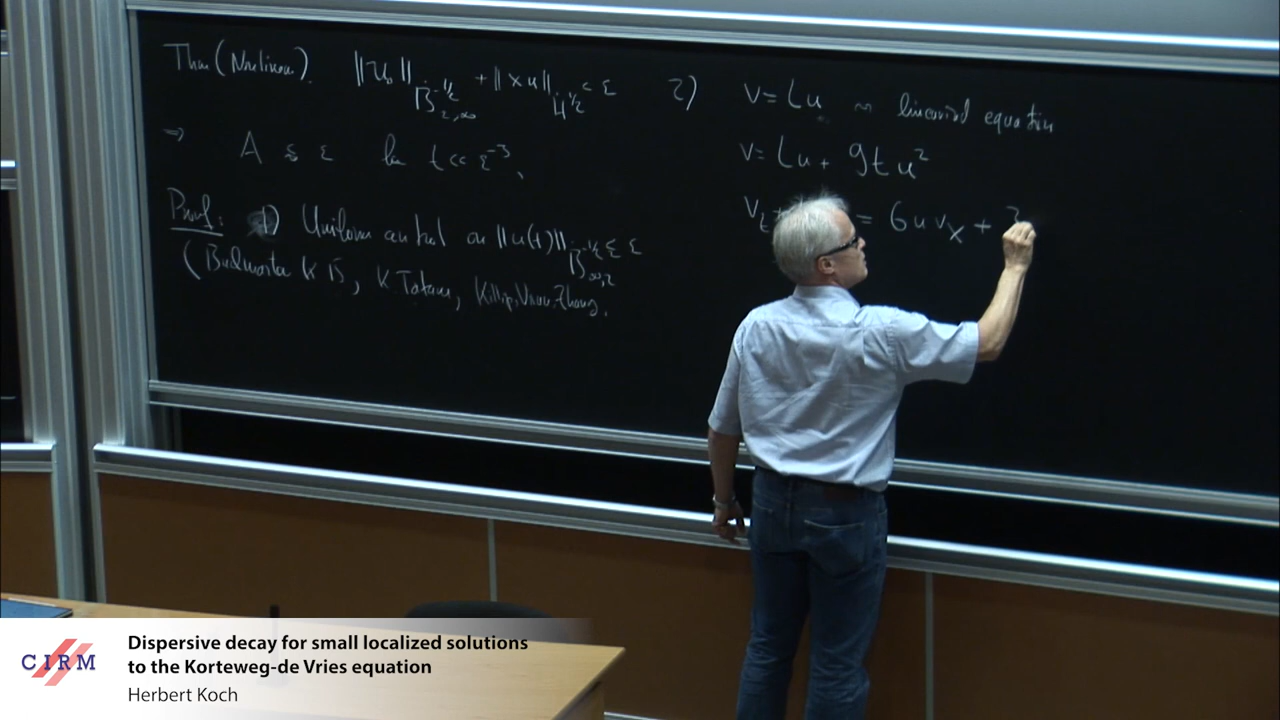 Thm (Nonlinear). ‖u₀‖_{Ḃ^{-1/2}_{2,∞}} + ‖xu‖_{Ḣ^{1/2}} < ε
⇒ A ≲ ε for t << ε^{-3}.
Proof: 1) Uniform control on ‖u(t)‖_{Ḃ^{-1/2}_{∞,2}} ≲ ε
(Buckmaster K 15, K. Tataru, Killip, Visan, Zhang.
2) v = Lu ~ linearized equation
v = Lu + 9tu²
v_t = 6uv_x +
CIRM
Dispersive decay for small localized solutions
to the Korteweg-de Vries equation
Herbert Koch